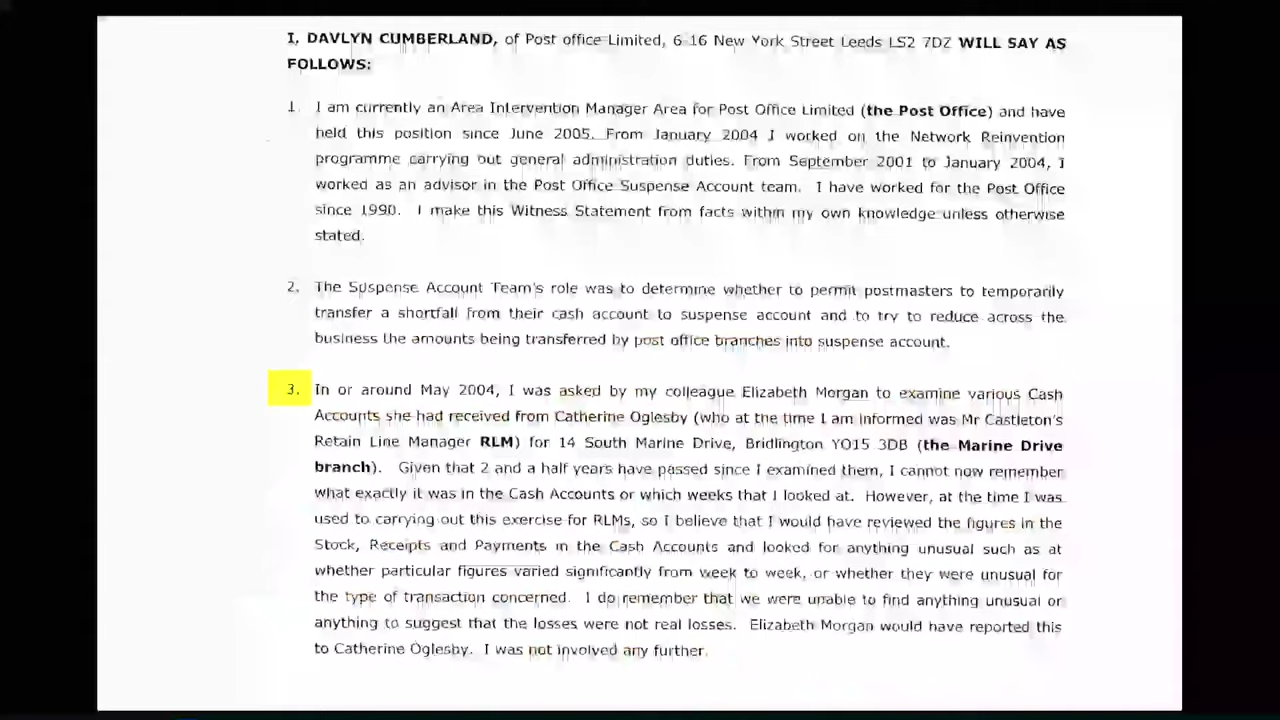 I, DAVLYN CUMBERLAND, of Post office Limited, 6-16 New York Street Leeds LS2 7DZ WILL SAY AS
FOLLOWS:
1. I am currently an Area Intervention Manager Area for Post Office Limited (the Post Office) and have
held this position since June 2005. From January 2004 I worked on the Network Reinvention
programme carrying out general administration duties. From September 2001 to January 2004, I
worked as an advisor in the Post Office Suspense Account team. I have worked for the Post Office
since 1990. I make this Witness Statement from facts within my own knowledge unless otherwise
stated.
2. The Suspense Account Team's role was to determine whether to permit postmasters to temporarily
transfer a shortfall from their cash account to suspense account and to try to reduce across the
business the amounts being transferred by post office branches into suspense account.
3. In or around May 2004, I was asked by my colleague Elizabeth Morgan to examine various Cash
Accounts she had received from Catherine Oglesby (who at the time I am informed was Mr Castleton's
Retain Line Manager RLM) for 14 South Marine Drive, Bridlington YO15 3DB (the Marine Drive
branch). Given that 2 and a half years have passed since I examined them, I cannot now remember
what exactly it was in the Cash Accounts or which weeks that I looked at. However, at the time I was
used to carrying out this exercise for RLMs, so I believe that I would have reviewed the figures in the
Stock, Receipts and Payments in the Cash Accounts and looked for anything unusual such as at
whether particular figures varied significantly from week to week, or whether they were unusual for
the type of transaction concerned. I do remember that we were unable to find anything unusual or
anything to suggest that the losses were not real losses. Elizabeth Morgan would have reported this
to Catherine Oglesby. I was not involved any further.